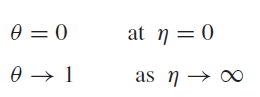 θ = 0 at η = 0
θ → 1 as η → ∞